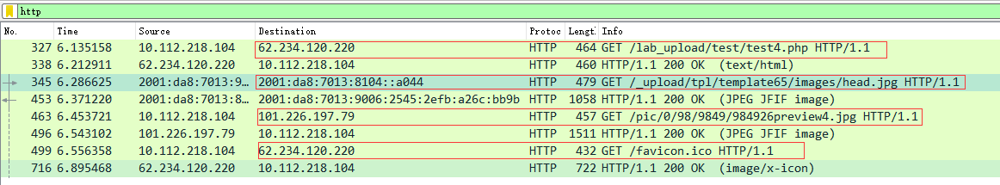 http
No. Time Source Destination Protoc Lengtl Info
327 6.135158 10.112.218.104 62.234.120.220 HTTP 464 GET /lab_upload/test/test4.php HTTP/1.1
338 6.212911 62.234.120.220 10.112.218.104 HTTP 460 HTTP/1.1 200 OK (text/html)
345 6.286625 2001:da8:7013:9… 2001:da8:7013:8104::a044 HTTP 479 GET /_upload/tpl/template65/images/head.jpg HTTP/1.1
453 6.371220 2001:da8:7013:8… 2001:da8:7013:9006:2545:2efb:a26c:bb9b HTTP 1058 HTTP/1.1 200 OK (JPEG JFIF image)
463 6.453721 10.112.218.104 101.226.197.79 HTTP 457 GET /pic/0/98/9849/984926preview4.jpg HTTP/1.1
496 6.543102 101.226.197.79 10.112.218.104 HTTP 1511 HTTP/1.1 200 OK (JPEG JFIF image)
499 6.556358 10.112.218.104 62.234.120.220 HTTP 432 GET /favicon.ico HTTP/1.1
716 6.895468 62.234.120.220 10.112.218.104 HTTP 722 HTTP/1.1 200 OK (image/x-icon)